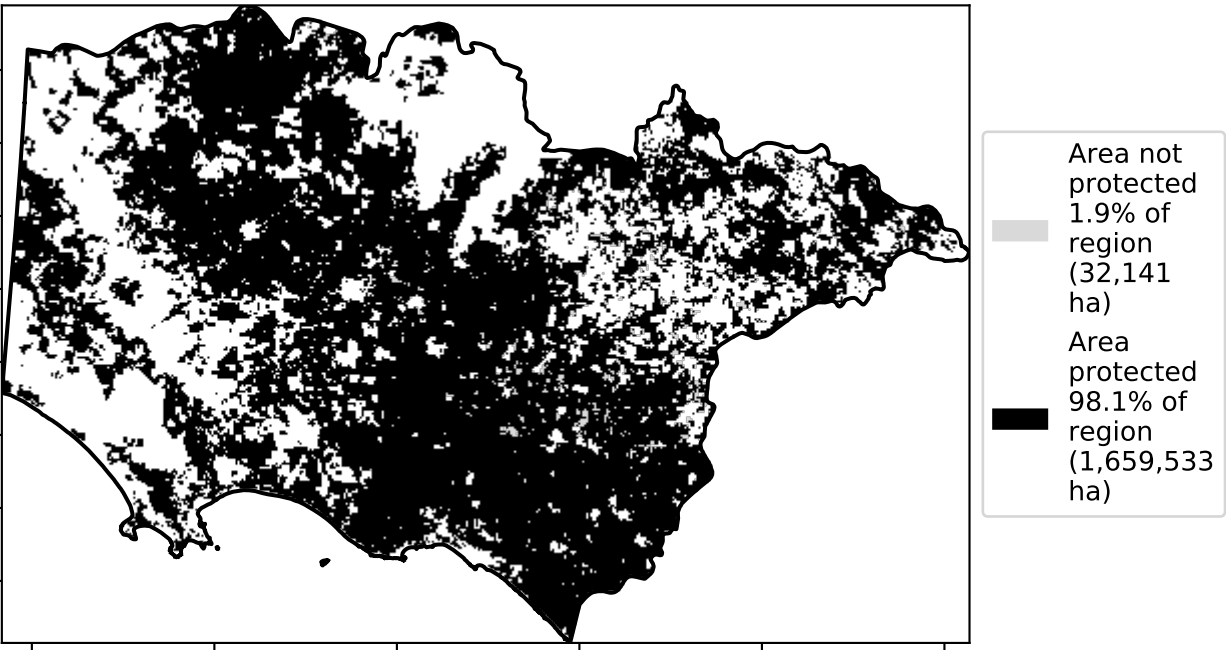 Area not
protected
1.9% of
region
(32,141
ha)
Area
protected
98.1% of
region
(1,659,533
ha)